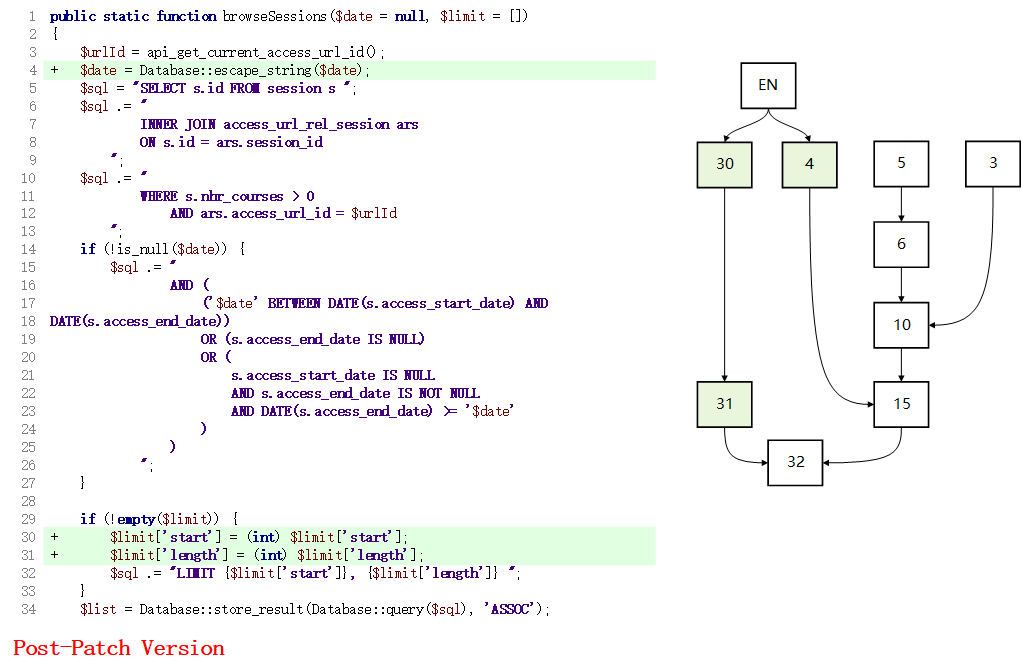 1 public static function browseSessions($date = null, $limit = [])
2 {
3 $urlId = api_get_current_access_url_id();
4 + $date = Database::escape_string($date);
5 $sql = "SELECT s.id FROM session s ";
6 $sql .= "
7 INNER JOIN access_url_rel_session ars
8 ON s.id = ars.session_id
9 ";
10 $sql .= "
11 WHERE s.nbr_courses > 0
12 AND ars.access_url_id = $urlId
13 ";
14 if (!is_null($date)) {
15 $sql .= "
16 AND (
17 ('$date' BETWEEN DATE(s.access_start_date) AND
18 DATE(s.access_end_date))
19 OR (s.access_end_date IS NULL)
20 OR (
21 s.access_start_date IS NULL
22 AND s.access_end_date IS NOT NULL
23 AND DATE(s.access_end_date) >= '$date'
24 )
25 )
26 ";
27 }
28
29 if (!empty($limit)) {
30 + $limit['start'] = (int) $limit['start'];
31 + $limit['length'] = (int) $limit['length'];
32 $sql .= "LIMIT {$limit['start']}, {$limit['length']} ";
33 }
34 $list = Database::store_result(Database::query($sql), 'ASSOC');
Post-Patch Version
EN
30
4
5
3
6
10
31
15
32